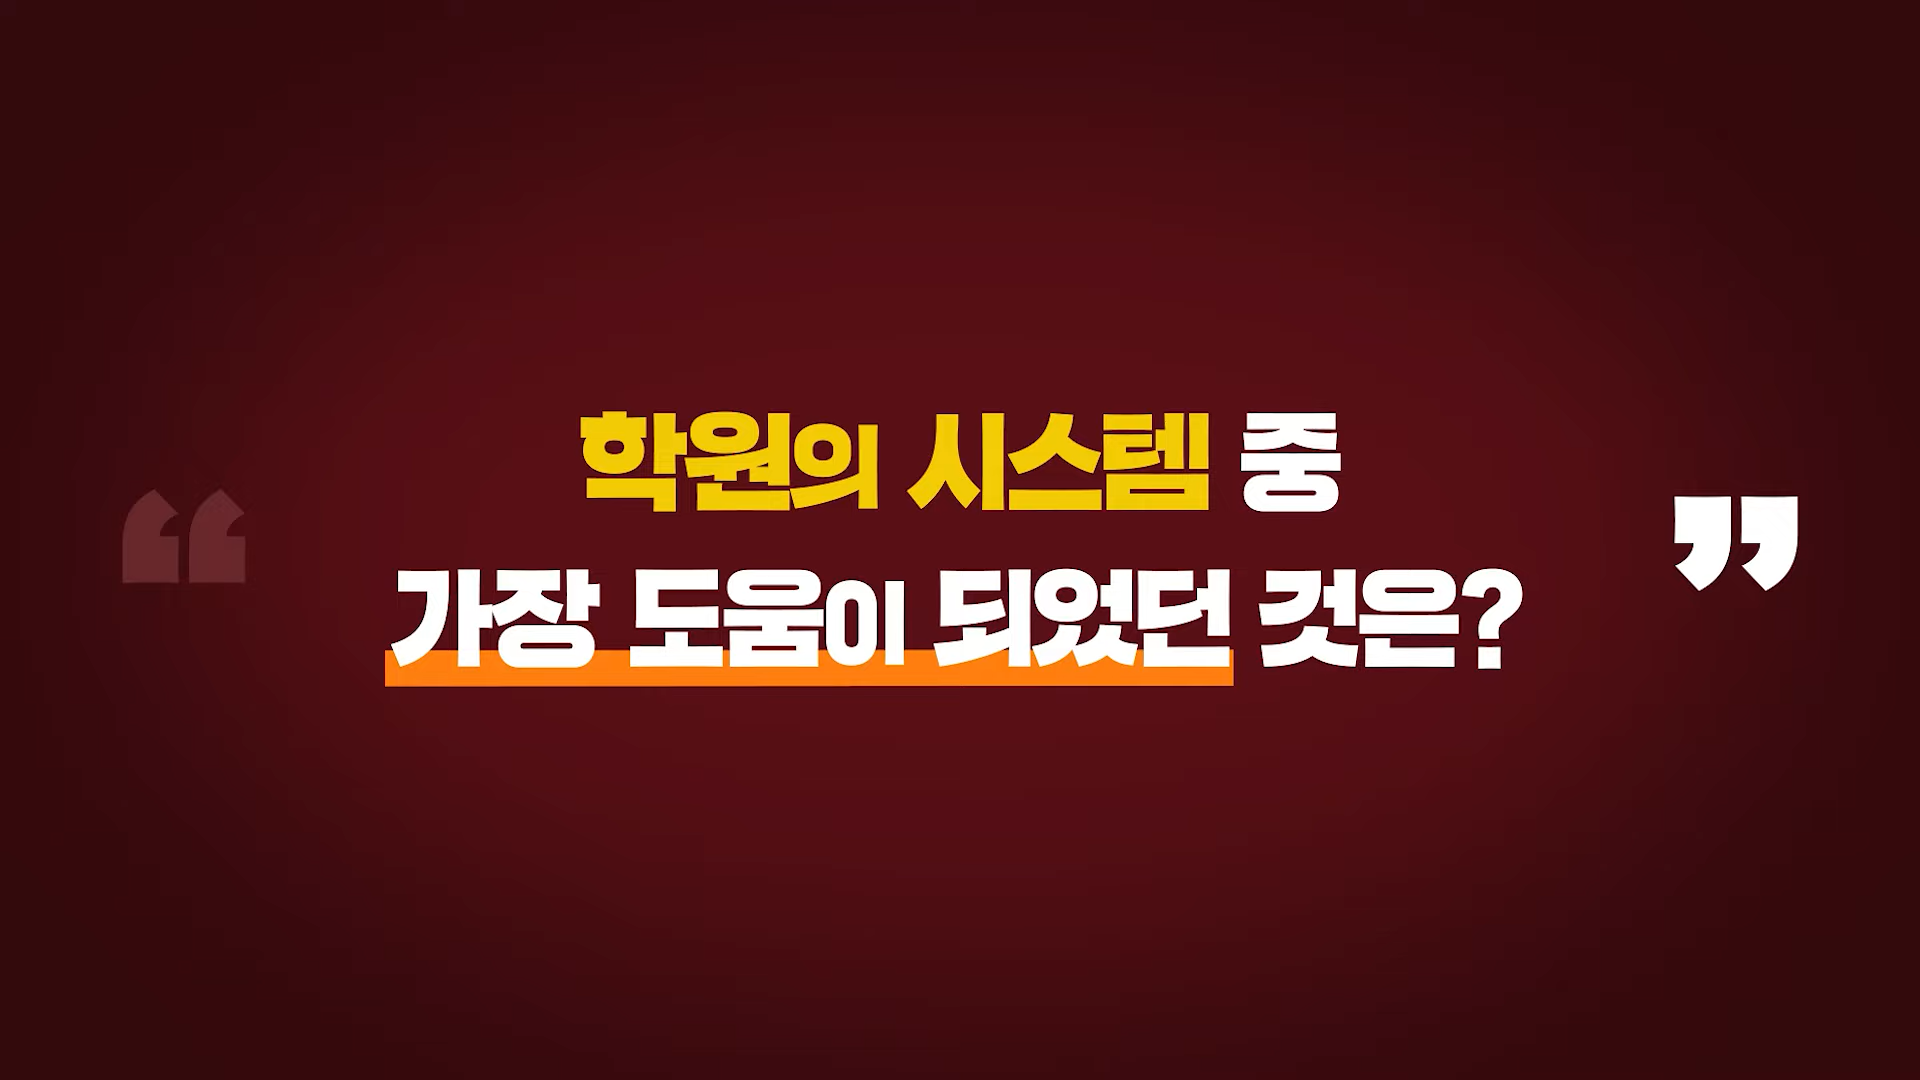 학원의 시스템 중
“ 가장 도움이 되었던 것은? ”